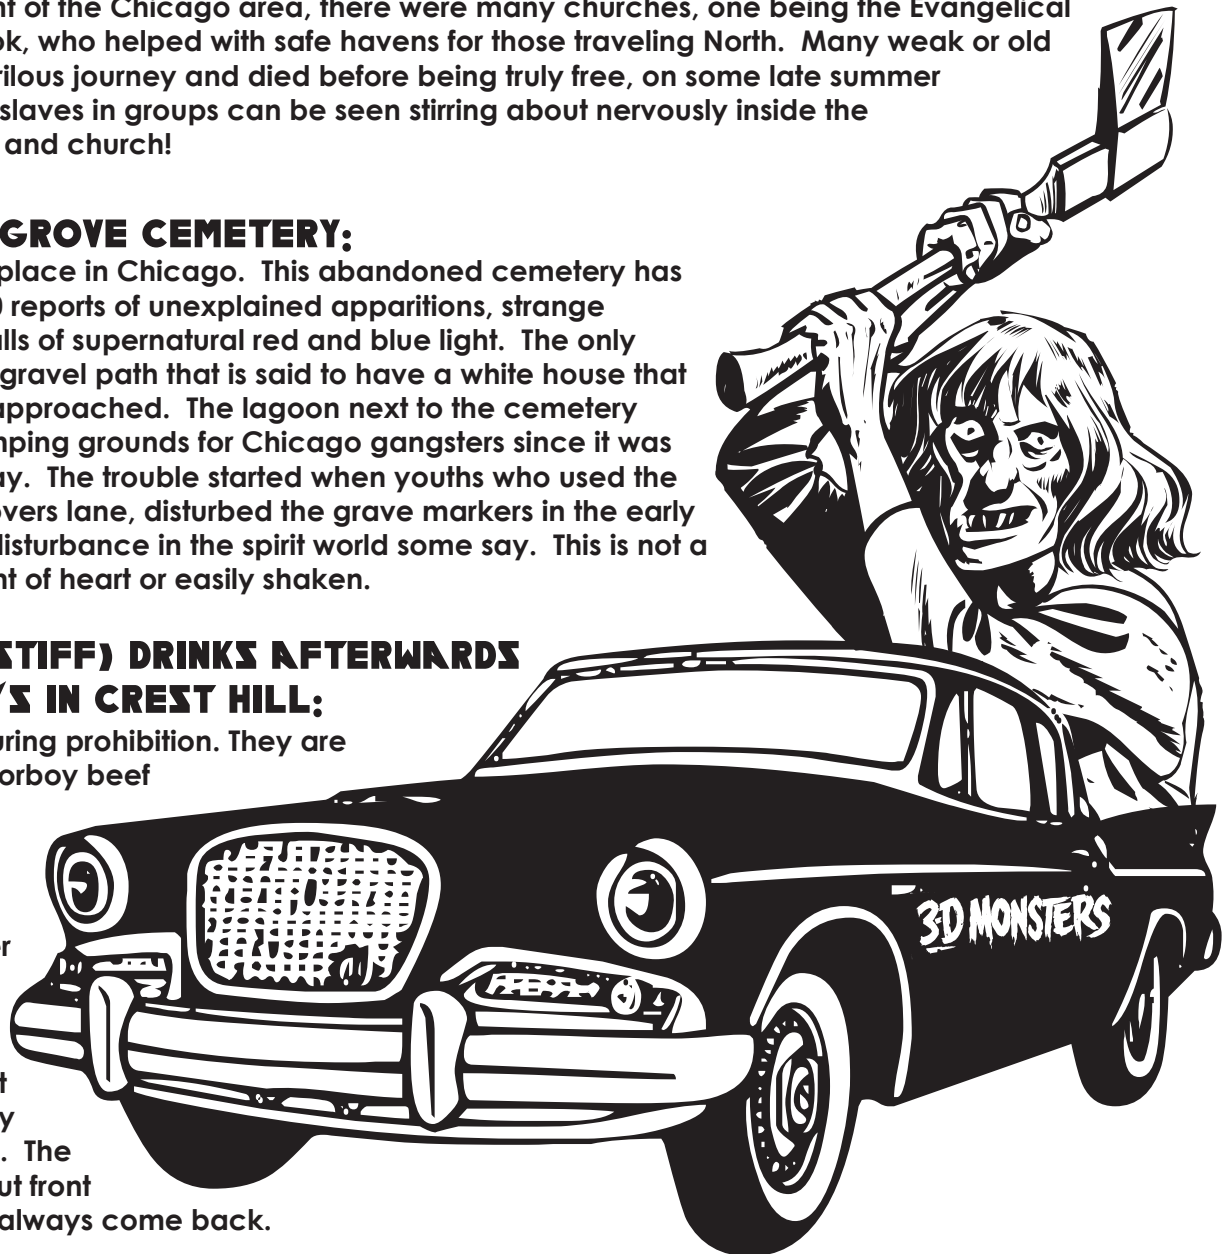 nt of the Chicago area, there were many churches, one being the Evangelical
ok, who helped with safe havens for those traveling North.  Many weak or old
rilous journey and died before being truly free, on some late summer
slaves in groups can be seen stirring about nervously inside the
and church!
GROVE CEMETERY:
place in Chicago.  This abandoned cemetery has
0 reports of unexplained apparitions, strange
alls of supernatural red and blue light.  The only
gravel path that is said to have a white house that
approached.  The lagoon next to the cemetery
mping grounds for Chicago gangsters since it was
ay.  The trouble started when youths who used the
overs lane, disturbed the grave markers in the early
disturbance in the spirit world some say.  This is not a
nt of heart or easily shaken.
STIFF) DRINKS AFTERWARDS
'S IN CREST HILL:
uring prohibition. They are
orboy beef
er
t
y
.  The
ut front
always come back.
3-D MONSTERS